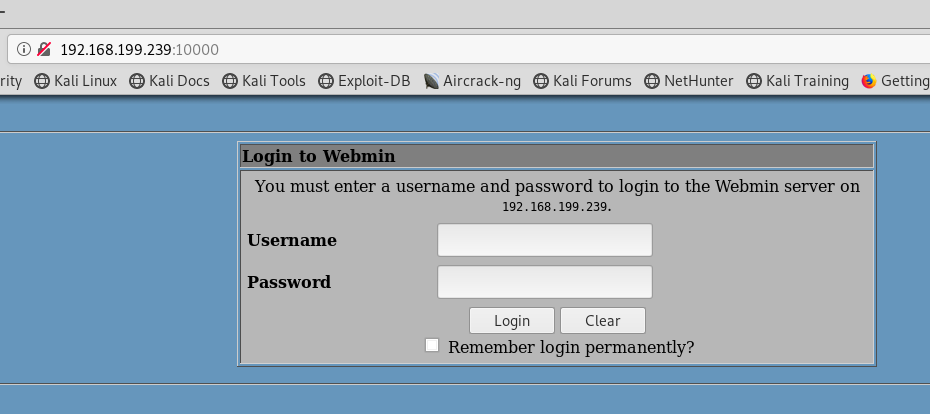 192.168.199.239:10000
rity Kali Linux Kali Docs Kali Tools Exploit-DB Aircrack-ng Kali Forums NetHunter Kali Training Getting
Login to Webmin
You must enter a username and password to login to the Webmin server on
192.168.199.239.
Username
Password
Login Clear
Remember login permanently?